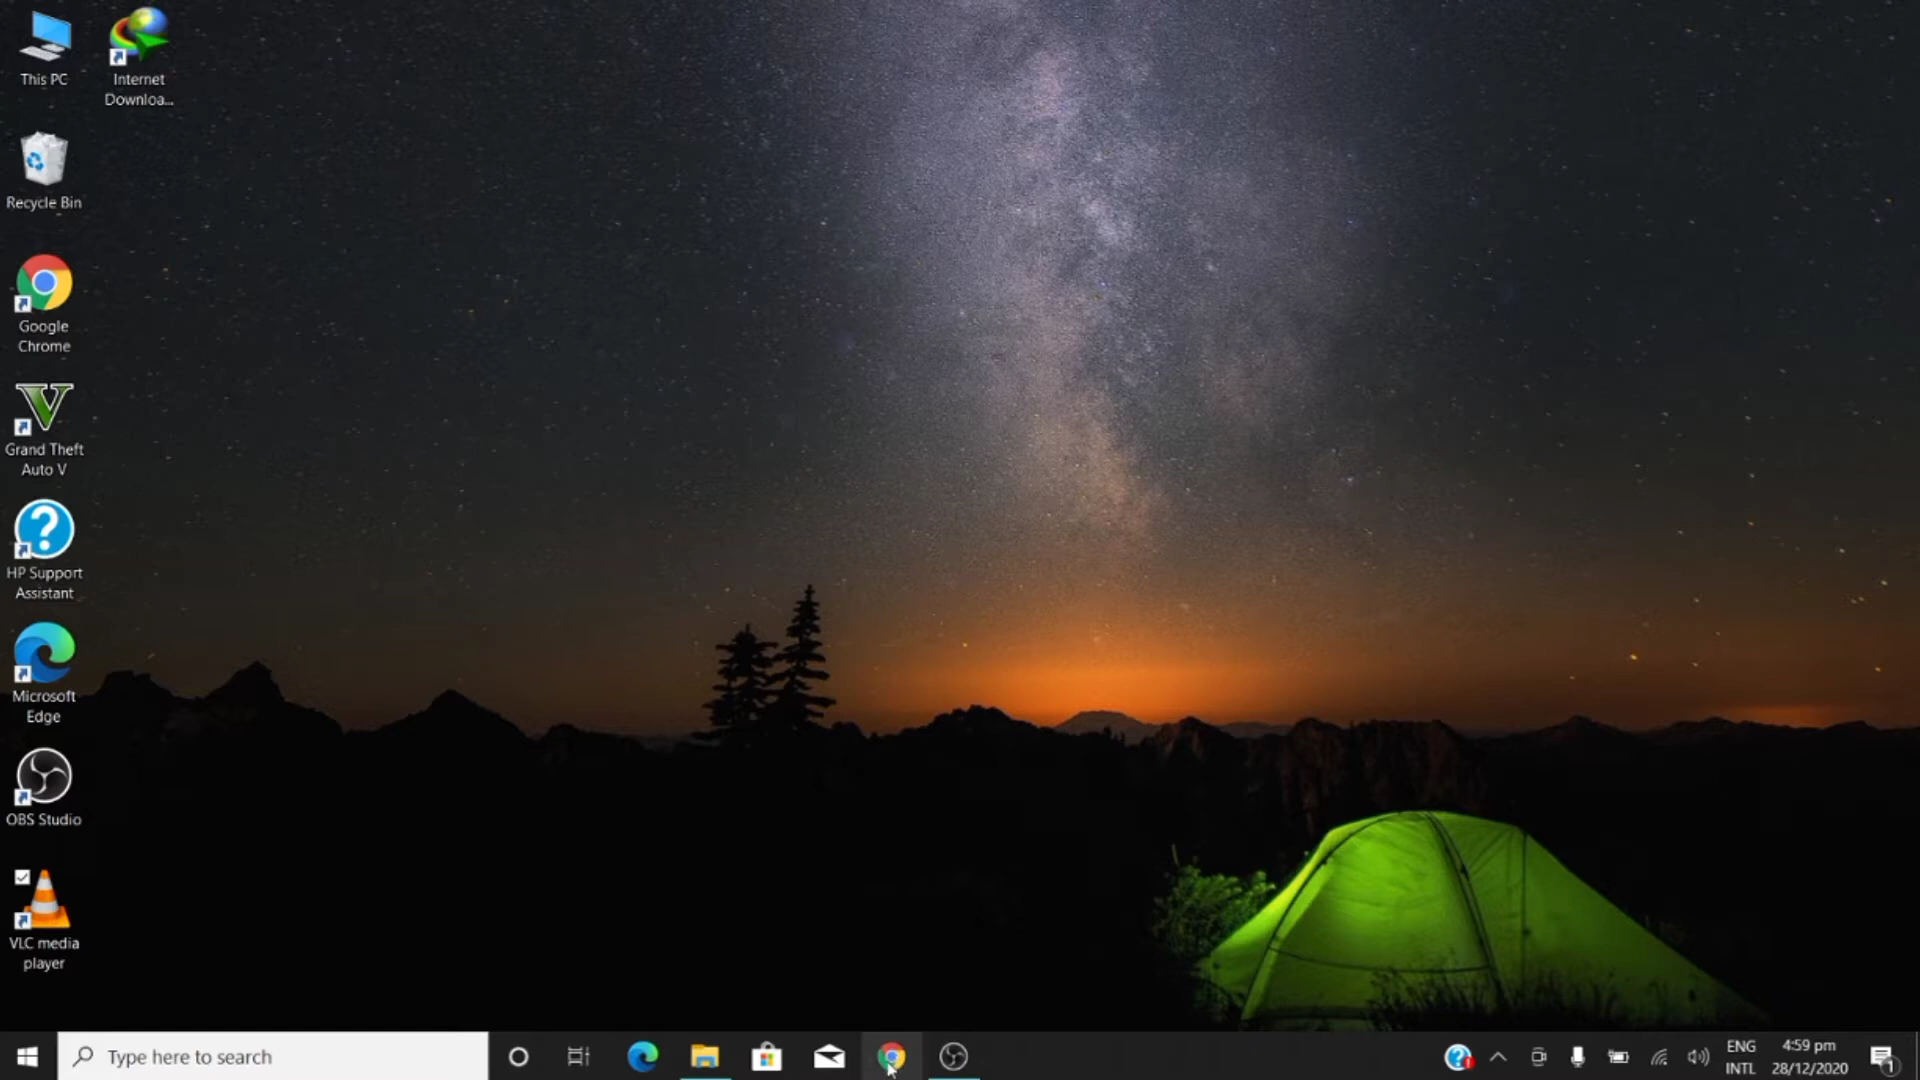 This PC
Internet
Downloa...
Recycle Bin
Google
Chrome
Grand Theft
Auto V
HP Support
Assistant
Microsoft
Edge
OBS Studio
VLC media
player
Type here to search
ENG
INTL
4:59 pm
28/12/2020
1